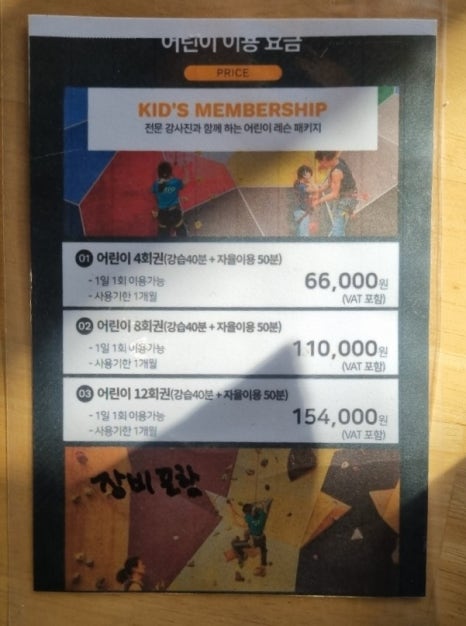 어린이 이용 요금
PRICE
KID'S MEMBERSHIP
전문 강사진과 함께 하는 어린이 레슨 패키지
01 어린이 4회권(강습40분 + 자율이용 50분)
- 1일 1회 이용가능
66,000원
- 사용기한 1개월
(VAT 포함)
02 어린이 8회권(강습40분 + 자율이용 50분)
- 1일 1회 이용가능
110,000원
- 사용기한 1개월
(VAT 포함)
03 어린이 12회권(강습40분 + 자율이용 50분)
- 1일 1회 이용가능
154,000원
- 사용기한 1개월
(VAT 포함)
장비포함